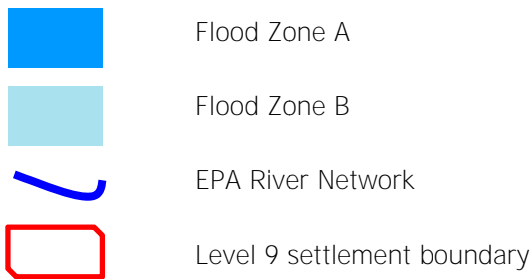 Flood Zone A
Flood Zone B
EPA River Network
Level 9 settlement boundary